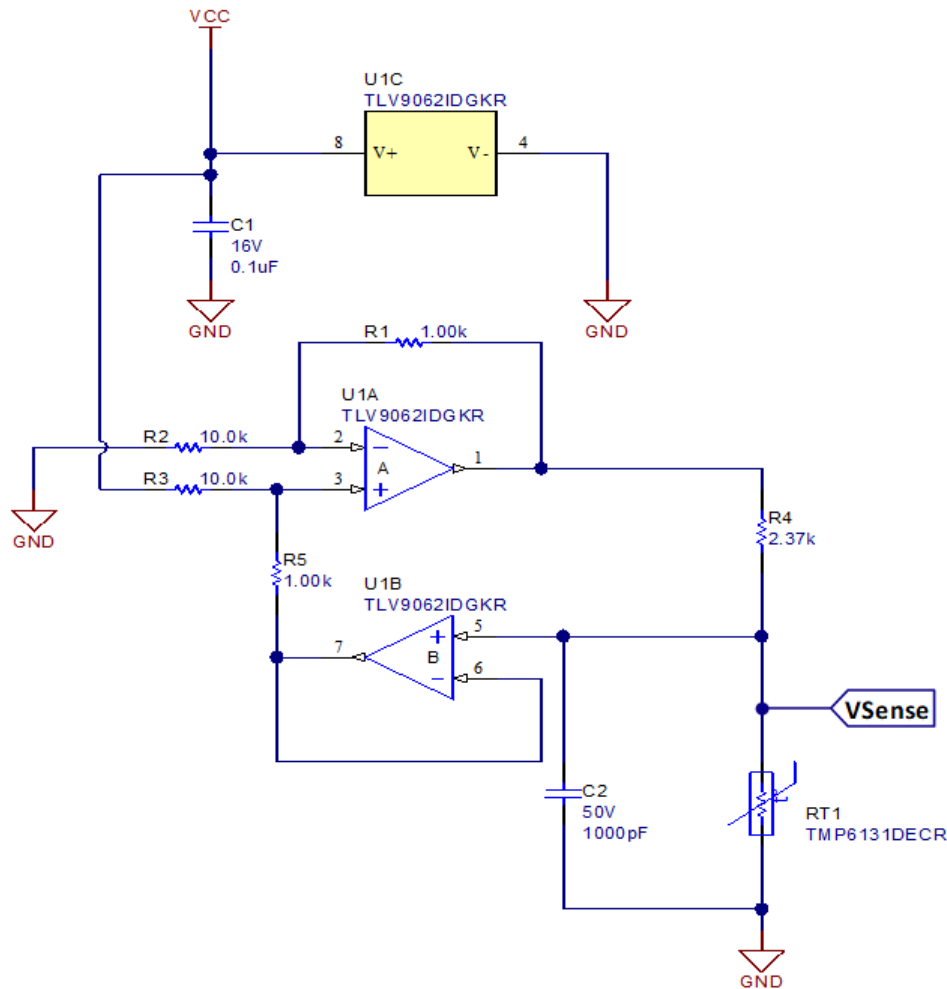 VCC
U1C
TLV9062IDGKR
8
V+
V-
4
C1
16V
0.1uF
GND
GND
R1
1.00k
U1A
TLV9062IDGKR
R2
10.0k
2
−
A
1
R3
10.0k
3
+
GND
R4
2.37k
R5
1.00k
U1B
TLV9062IDGKR
7
+
5
B
−
6
VSense
C2
50V
1000pF
t
RT1
TMP6131DECR
GND